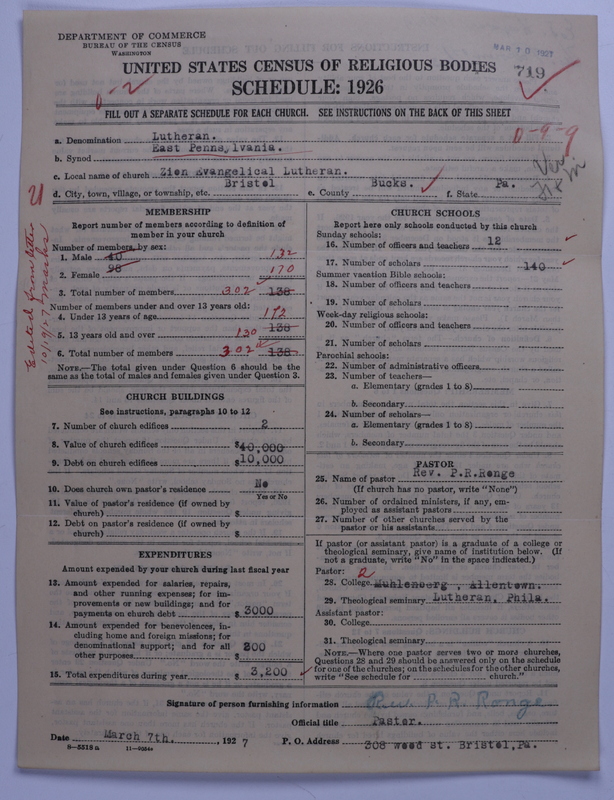 DEPARTMENT OF COMMERCE
BUREAU OF THE CENSUS
WASHINGTON
MAR 10 1927
UNITED STATES CENSUS OF RELIGIOUS BODIES
719
SCHEDULE: 1926
0-2
FILL OUT A SEPARATE SCHEDULE FOR EACH CHURCH. SEE INSTRUCTIONS ON THE BACK OF THIS SHEET
0-9-9
a. Denomination Lutheran.
b. Synod East Pennsylvania.
c. Local name of church Zion Evangelical Lutheran.
d. City, town, village, or township, etc. Bristol e. County Bucks. f. State Pa.
Edited from letter
10/19/27
MEMBERSHIP
Report number of members according to definition of
member in your church
Number of members, by sex:
1. Male 40 132
2. Female 98 170
3. Total number of members 302 138
Number of members under and over 13 years old:
4. Under 13 years of age 172
5. 13 years old and over 130 138
6. Total number of members 302 138
NOTE.—The total given under Question 6 should be the
same as the total of males and females given under Question 3.
CHURCH BUILDINGS
See instructions, paragraphs 10 to 12
7. Number of church edifices 2
8. Value of church edifices $40,000
9. Debt on church edifices $10,000
10. Does church own pastor's residence No
Yes or No
11. Value of pastor's residence (if owned by
church) $
12. Debt on pastor's residence (if owned by
church) $
EXPENDITURES
Amount expended by your church during last fiscal year
13. Amount expended for salaries, repairs,
and other running expenses; for im-
provements or new buildings; and for
payments on church debt $3000
14. Amount expended for benevolences, in-
cluding home and foreign missions; for
denominational support; and for all
other purposes $200
15. Total expenditures during year $3,200
CHURCH SCHOOLS
Report here only schools conducted by this church
Sunday schools:
16. Number of officers and teachers 12
17. Number of scholars 140
Summer vacation Bible schools:
18. Number of officers and teachers
19. Number of scholars
Week-day religious schools:
20. Number of officers and teachers
21. Number of scholars
Parochial schools:
22. Number of administrative officers
23. Number of teachers—
a. Elementary (grades 1 to 8)
b. Secondary
24. Number of scholars—
a. Elementary (grades 1 to 8)
b. Secondary
PASTOR
25. Name of pastor Rev. P.R.Ronge
(If church has no pastor, write "None")
26. Number of ordained ministers, if any, em-
ployed as assistant pastors
27. Number of other churches served by the
pastor or his assistants
If pastor (or assistant pastor) is a graduate of a college or
theological seminary, give name of institution below. (If
not a graduate, write "No" in the space indicated.)
Pastor: 2
28. College Muhlenberg , Allentown.
29. Theological seminary Lutheran, Phila.
Assistant pastor:
30. College
31. Theological seminary
NOTE.—Where one pastor serves two or more churches,
Questions 28 and 29 should be answered only on the schedule
for one of the churches; on the schedules for the other churches,
write "See schedule for church."
Signature of person furnishing information Rev. P. R. Ronge
Official title Pastor.
Date March 7th. , 1927 P. O. Address 308 Wood st. Bristol,Pa.
8-5518 a